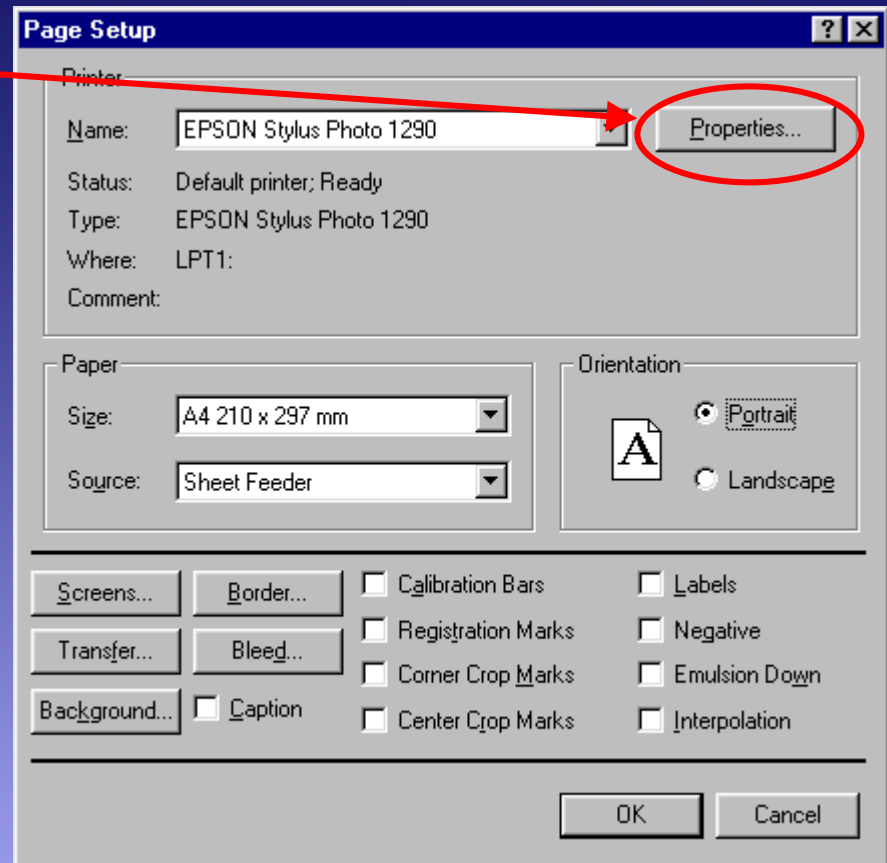 Page Setup
Printer
Name: EPSON Stylus Photo 1290 Properties...
Status: Default printer; Ready
Type: EPSON Stylus Photo 1290
Where: LPT1:
Comment:
Paper
Size: A4 210 x 297 mm
Source: Sheet Feeder
Orientation
A
Portrait
Landscape
Screens... Border... Calibration Bars Labels
Transfer... Bleed... Registration Marks Negative
Corner Crop Marks Emulsion Down
Background... Caption Center Crop Marks Interpolation
OK Cancel